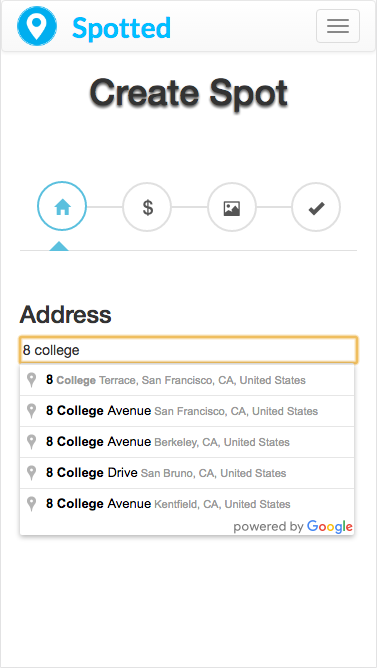 Spotted
Create Spot
$
Address
8 college
8 College Terrace, San Francisco, CA, United States
8 College Avenue San Francisco, CA, United States
8 College Avenue Berkeley, CA, United States
8 College Drive San Bruno, CA, United States
8 College Avenue Kentfield, CA, United States
powered by Google